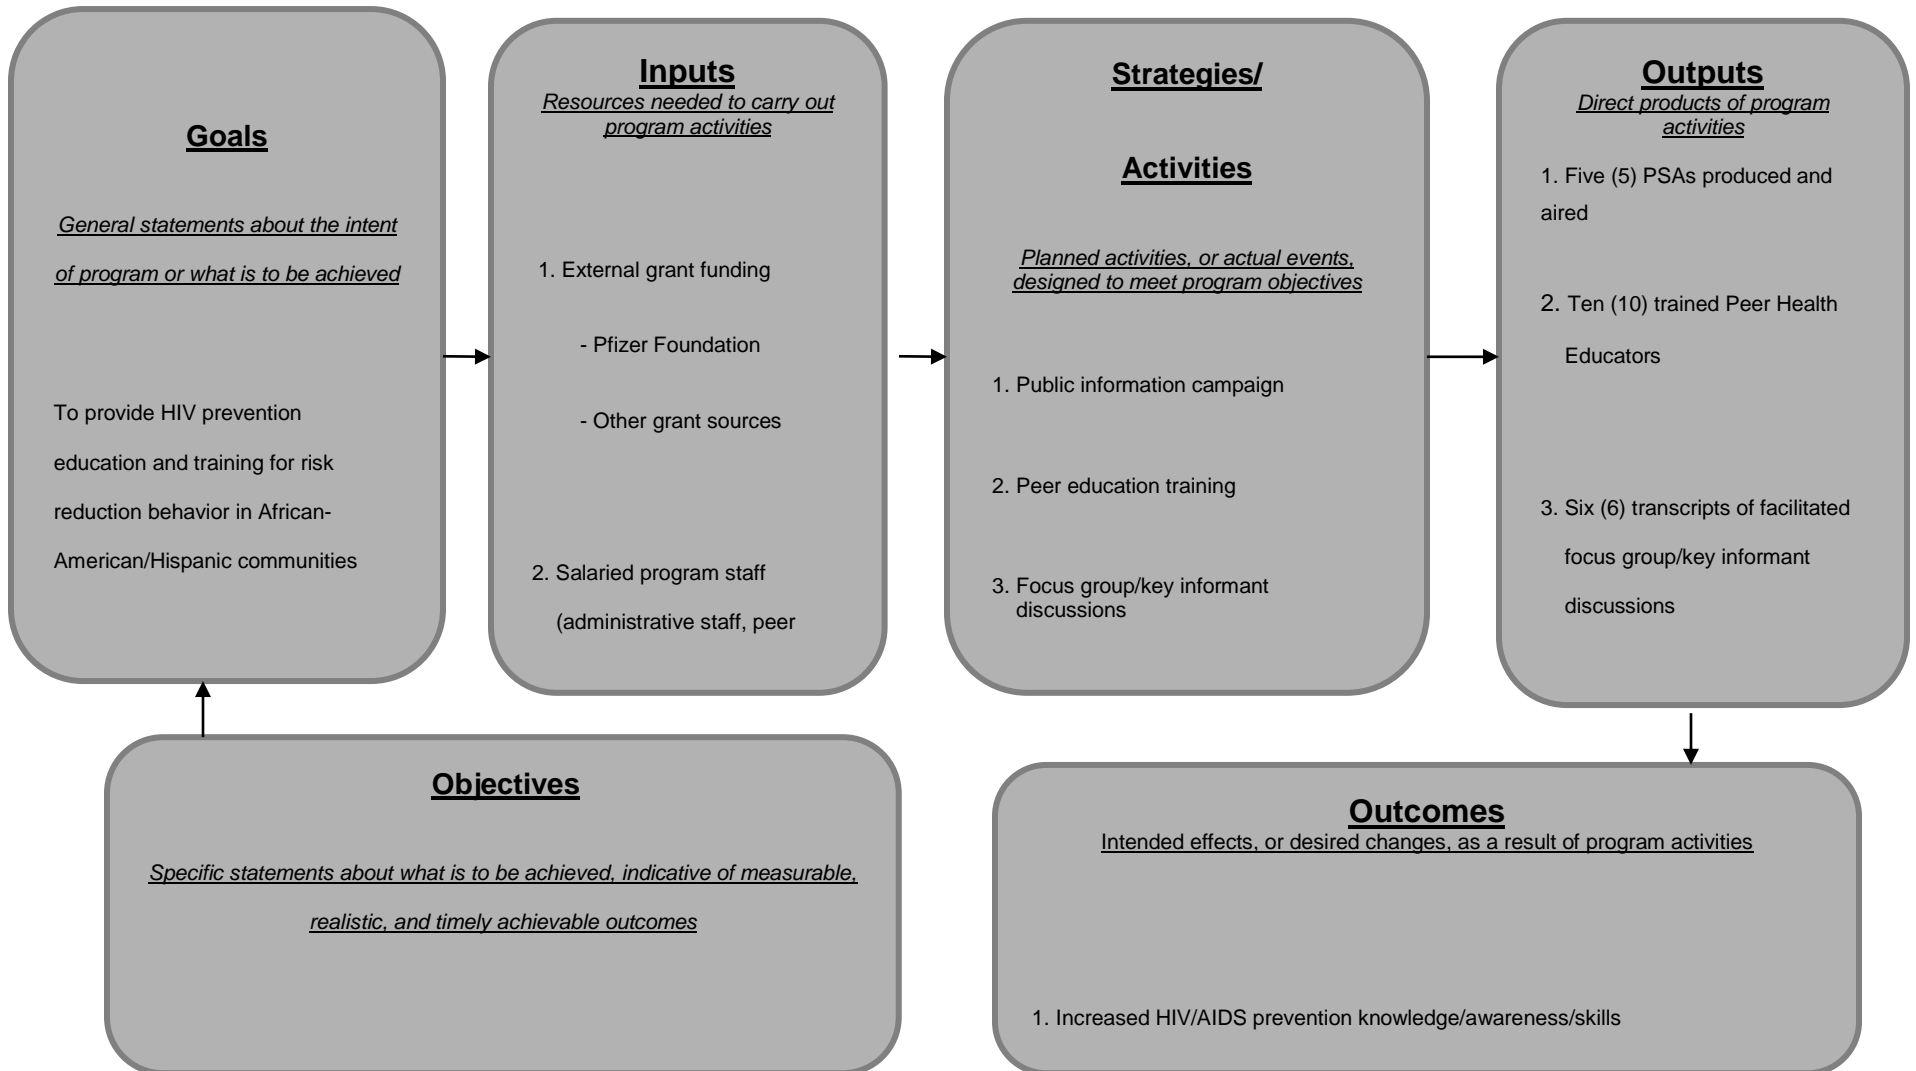 Goals
General statements about the intent
of program or what is to be achieved
To provide HIV prevention
education and training for risk
reduction behavior in African-
American/Hispanic communities
Inputs
Resources needed to carry out
program activities
1. External grant funding
- Pfizer Foundation
- Other grant sources
2. Salaried program staff
(administrative staff, peer
Strategies/
Activities
Planned activities, or actual events,
designed to meet program objectives
1. Public information campaign
2. Peer education training
3. Focus group/key informant
discussions
Outputs
Direct products of program
activities
1. Five (5) PSAs produced and
aired
2. Ten (10) trained Peer Health
Educators
3. Six (6) transcripts of facilitated
focus group/key informant
discussions
Objectives
Specific statements about what is to be achieved, indicative of measurable,
realistic, and timely achievable outcomes
Outcomes
Intended effects, or desired changes, as a result of program activities
1. Increased HIV/AIDS prevention knowledge/awareness/skills